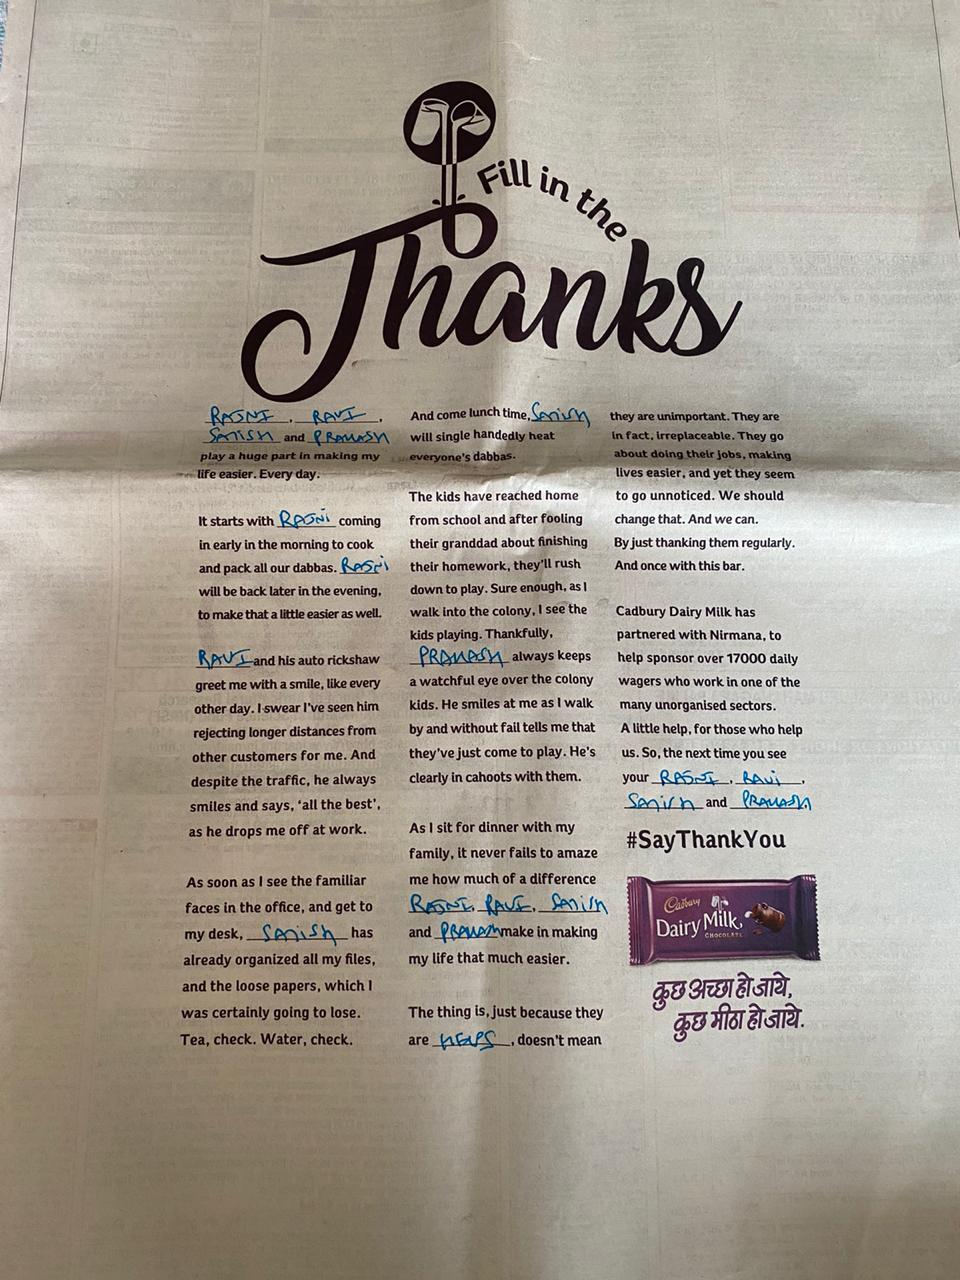 Fill in the
Thanks
RAJNI, RAVI,
SATISH and PRAKASH
play a huge part in making my
life easier. Every day.
It starts with RAJNI coming
in early in the morning to cook
and pack all our dabbas. RAJNI
will be back later in the evening,
to make that a little easier as well.
RAVI and his auto rickshaw
greet me with a smile, like every
other day. I swear I've seen him
rejecting longer distances from
other customers for me. And
despite the traffic, he always
smiles and says, 'all the best',
as he drops me off at work.
As soon as I see the familiar
faces in the office, and get to
my desk, SATISH has
already organized all my files,
and the loose papers, which I
was certainly going to lose.
Tea, check. Water, check.
And come lunch time, SATISH
will single handedly heat
everyone's dabbas.
The kids have reached home
from school and after fooling
their granddad about finishing
their homework, they'll rush
down to play. Sure enough, as I
walk into the colony, I see the
kids playing. Thankfully,
PRAKASH always keeps
a watchful eye over the colony
kids. He smiles at me as I walk
by and without fail tells me that
they've just come to play. He's
clearly in cahoots with them.
As I sit for dinner with my
family, it never fails to amaze
me how much of a difference
RAJNI, RAVI, SATISH
and PRAKASH make in making
my life that much easier.
The thing is, just because they
are HELPS, doesn't mean
they are unimportant. They are
in fact, irreplaceable. They go
about doing their jobs, making
lives easier, and yet they seem
to go unnoticed. We should
change that. And we can.
By just thanking them regularly.
And once with this bar.
Cadbury Dairy Milk has
partnered with Nirmana, to
help sponsor over 17000 daily
wagers who work in one of the
many unorganised sectors.
A little help, for those who help
us. So, the next time you see
your RAJNI, RAVI,
SATISH and PRAKASH
#SayThankYou
Cadbury
Dairy Milk
CHOCOLATE
कुछ अच्छा हो जाये,
कुछ मीठा हो जाये.